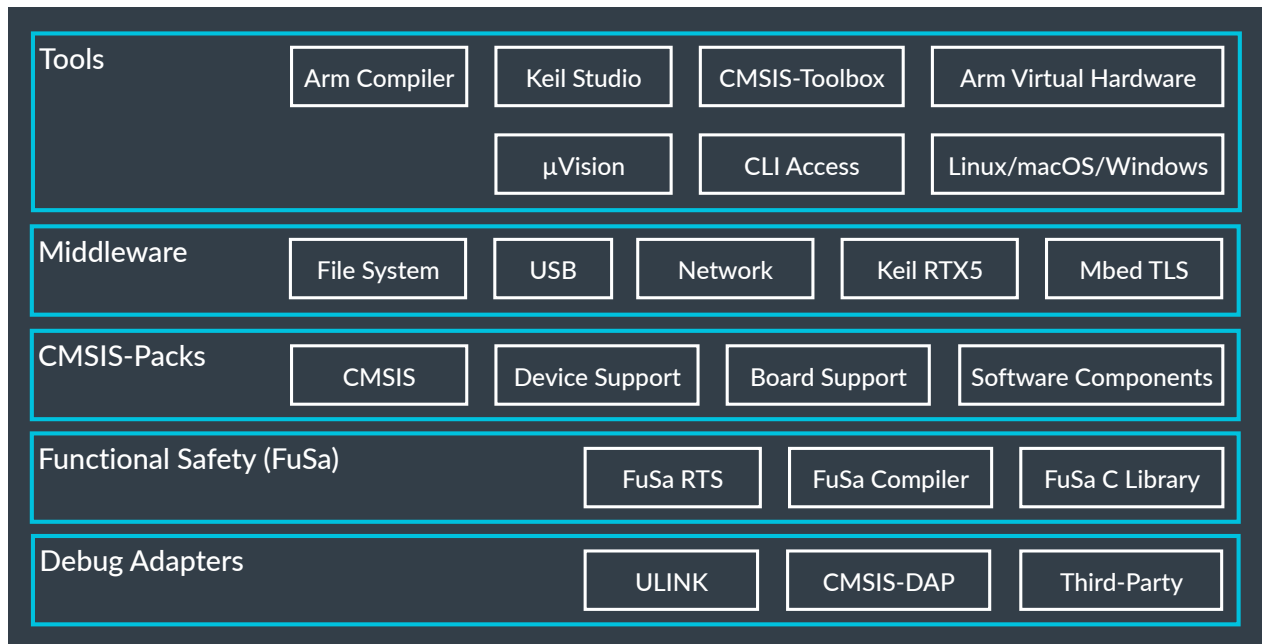 Tools
Arm Compiler
Keil Studio
CMSIS-Toolbox
Arm Virtual Hardware
µVision
CLI Access
Linux/macOS/Windows
Middleware
File System
USB
Network
Keil RTX5
Mbed TLS
CMSIS-Packs
CMSIS
Device Support
Board Support
Software Components
Functional Safety (FuSa)
FuSa RTS
FuSa Compiler
FuSa C Library
Debug Adapters
ULINK
CMSIS-DAP
Third-Party